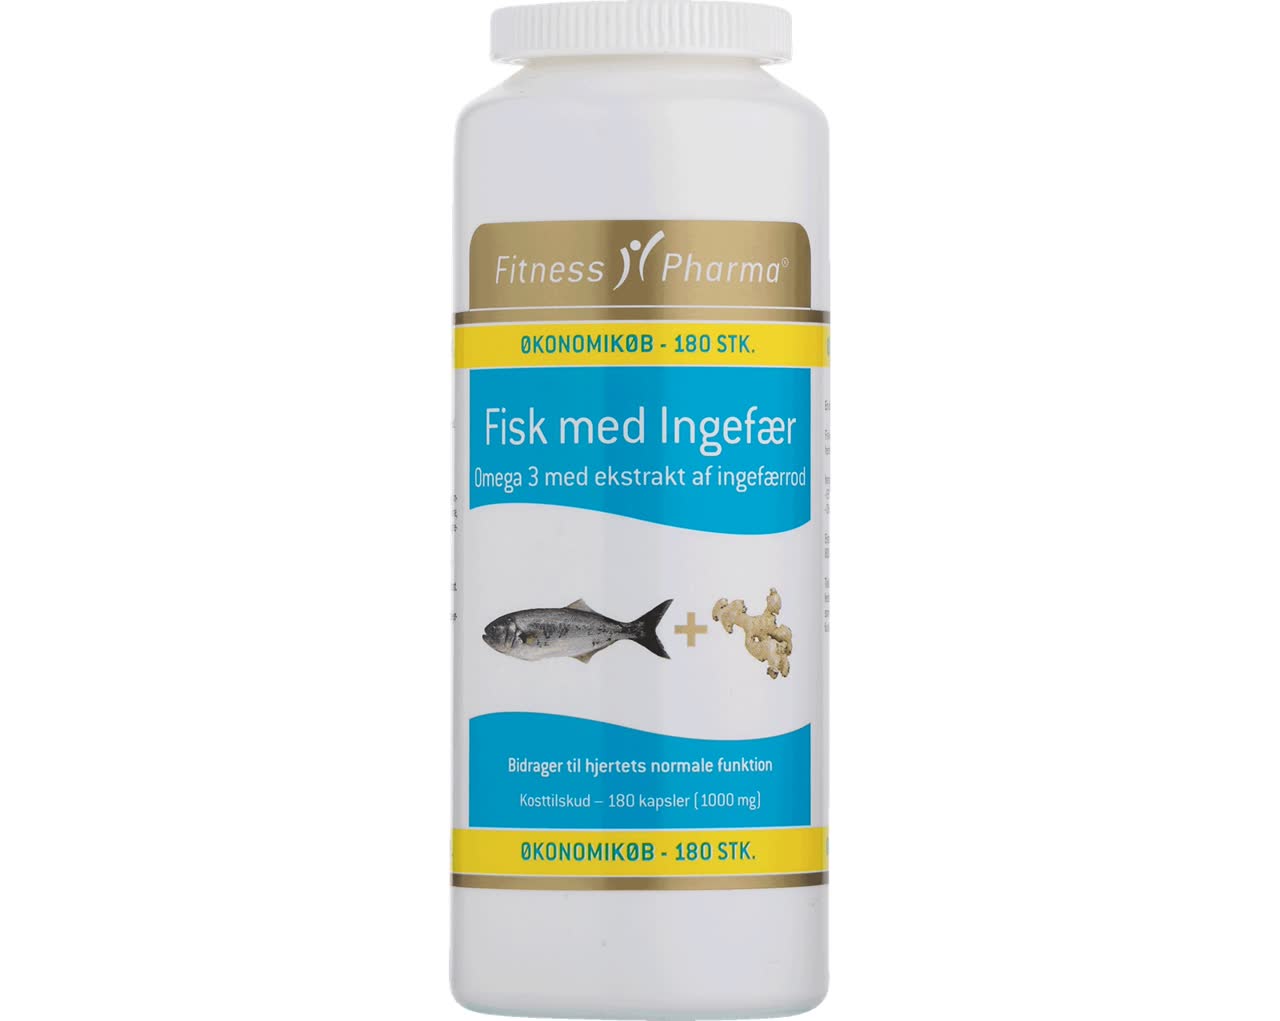 Fitness Pharma®
ØKONOMIKØB - 180 STK.
Fisk med Ingefær
Omega 3 med ekstrakt af ingefærrod
Bidrager til hjertets normale funktion
Kosttilskud – 180 kapsler (1000 mg)
ØKONOMIKØB - 180 STK.